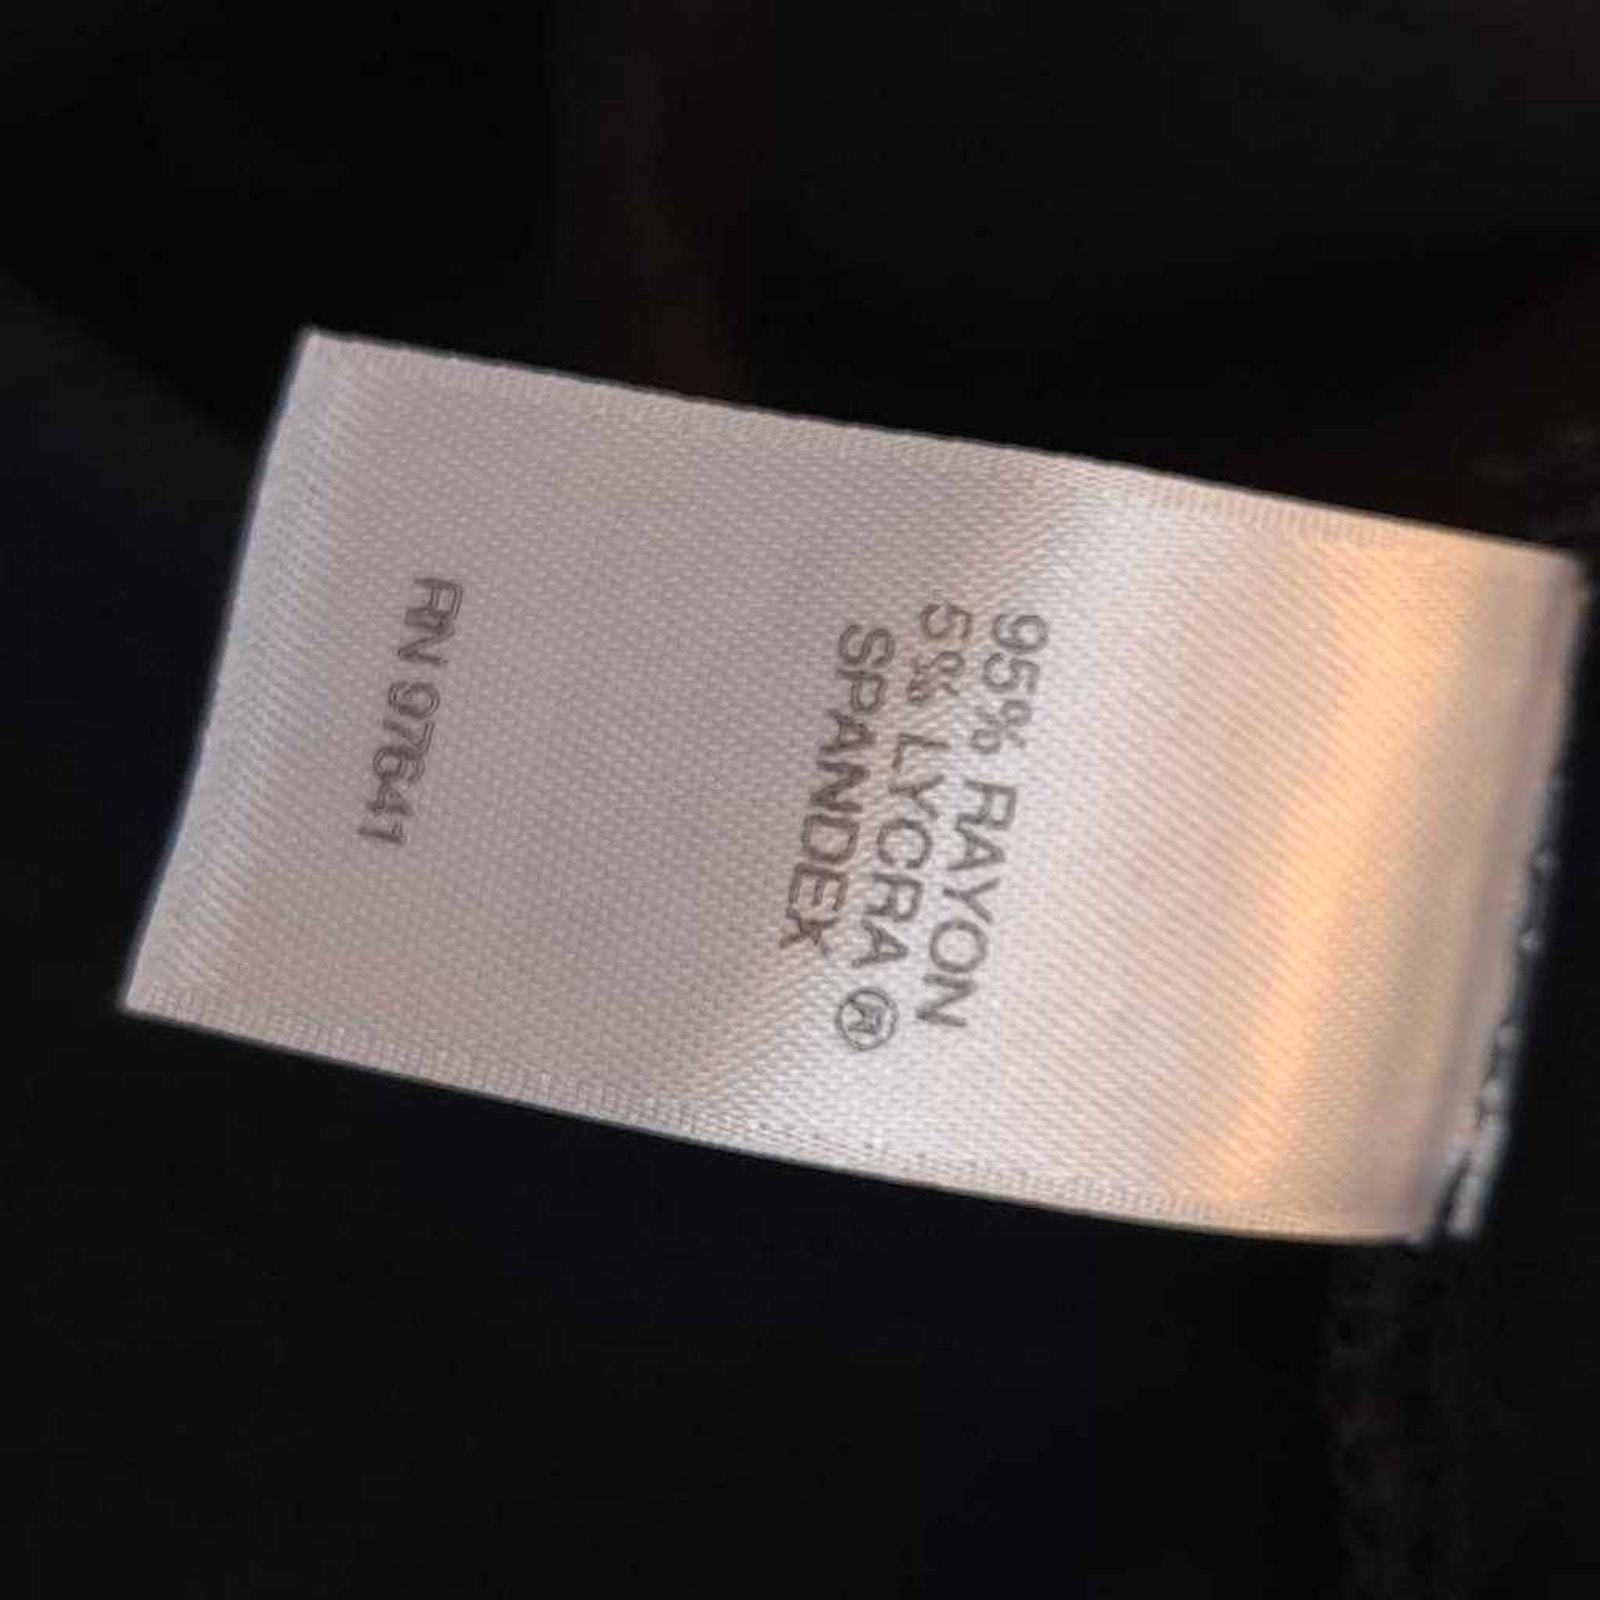 95% RAYON
5% LYCRA ®
SPANDEX
RN 97641